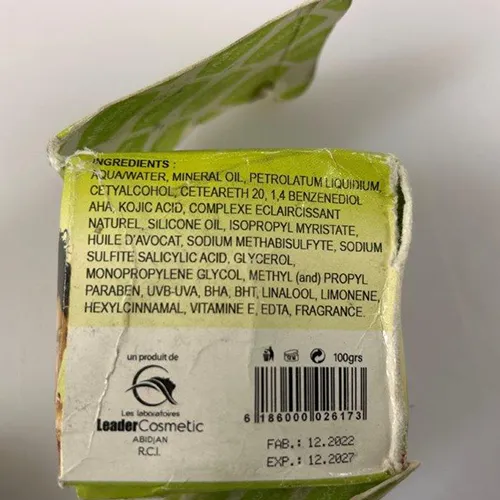 INGREDIENTS :
AQUA/WATER, MINERAL OIL, PETROLATUM LIQUIDIUM,
CETYALCOHOL, CETEARETH 20, 1,4 BENZENEDIOL
AHA, KOJIC ACID, COMPLEXE ECLAIRCISSANT
NATUREL, SILICONE OIL, ISOPROPYL MYRISTATE,
HUILE D'AVOCAT, SODIUM METHABISULFYTE, SODIUM
SULFITE SALICYLIC ACID, GLYCEROL,
MONOPROPYLENE GLYCOL, METHYL (and) PROPYL
PARABEN, UVB-UVA, BHA, BHT, LINALOOL, LIMONENE,
HEXYLCINNAMAL, VITAMINE E, EDTA, FRAGRANCE.
un produit de
Les laboratoires
LeaderCosmetic
ABIDJAN
R.C.I.
100grs
6 186000 026173
FAB.: 12.2022
EXP.: 12.2027